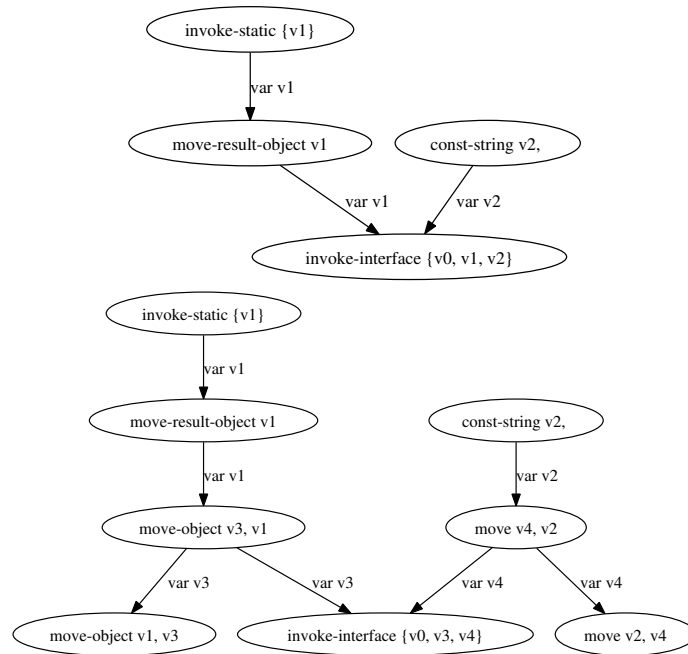 invoke-static {v1}
var v1
move-result-object v1
const-string v2,
var v1
var v2
invoke-interface {v0, v1, v2}
invoke-static {v1}
var v1
move-result-object v1
const-string v2,
var v1
var v2
move-object v3, v1
move v4, v2
var v3
var v3
var v4
var v4
move-object v1, v3
invoke-interface {v0, v3, v4}
move v2, v4